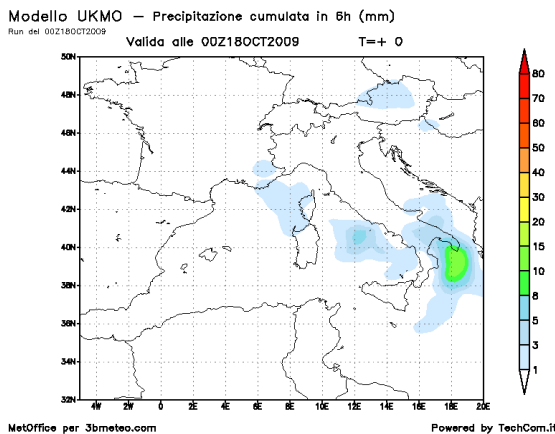 Modello UKMO – Precipitazione cumulata in 6h (mm)
Run del 00Z18OCT2009
Valida alle 00Z18OCT2009 T=+ 0
50N
48N
46N
44N
42N
40N
38N
36N
34N
32N
4W 2W 0 2E 4E 6E 8E 10E 12E 14E 16E 18E 20E
80
70
60
50
40
30
20
15
10
8
5
3
1
MetOffice per 3bmeteo.com Powered by TechCom.it